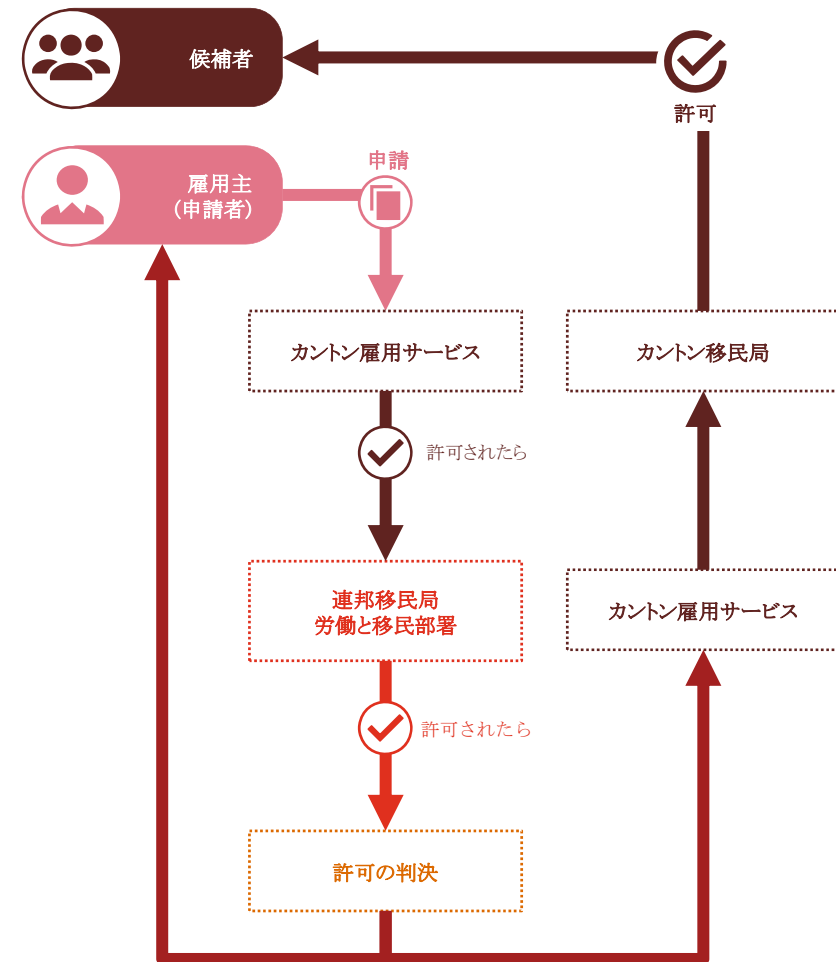 候補者
許可
雇用主
（申請者）
申請
カントン雇用サービス
カントン移民局
許可されたら
連邦移民局
労働と移民部署
カントン雇用サービス
許可されたら
許可の判決